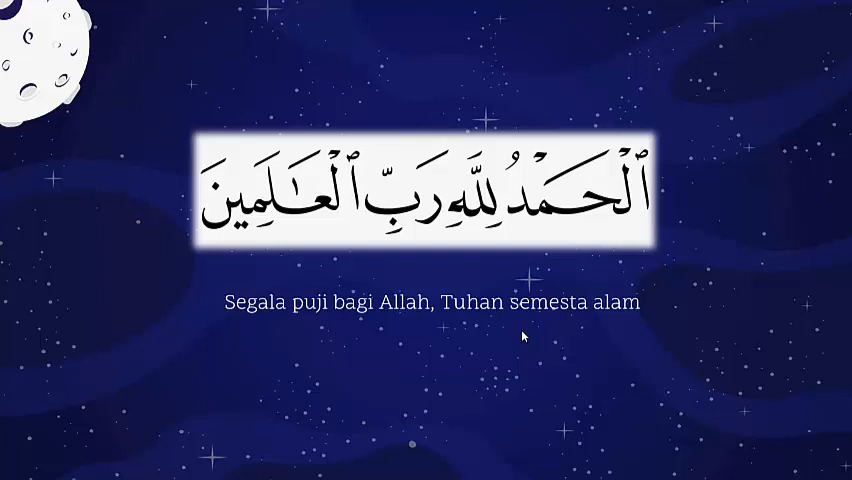 ٱلْحَمْدُ لِلَّهِ رَبِّ ٱلْعَـٰلَمِينَ
Segala puji bagi Allah, Tuhan semesta alam